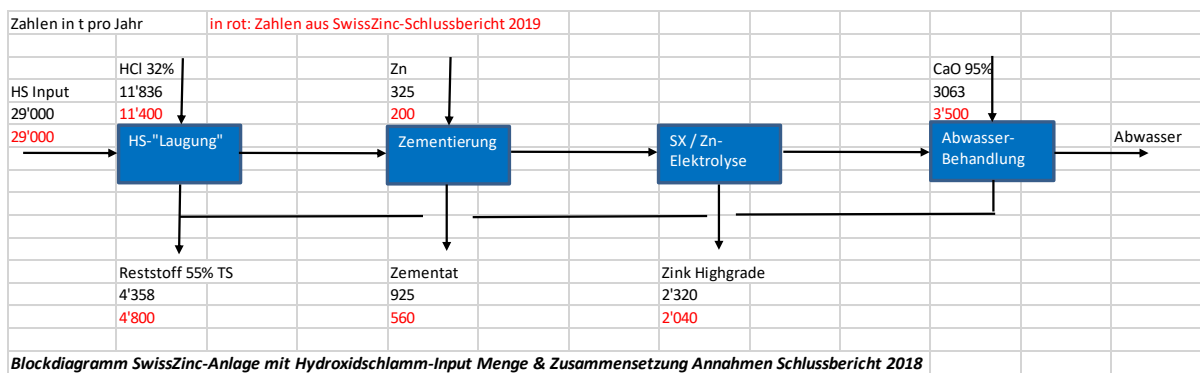 Zahlen in t pro Jahr in rot: Zahlen aus SwissZinc-Schlussbericht 2019
HCl 32% Zn CaO 95%
HS Input 11'836 325 3063
29'000 11'400 200 3'500
29'000
HS-"Laugung" Zementierung SX / Zn- Abwasser- Abwasser
Elektrolyse Behandlung
Reststoff 55% TS Zementat Zink Highgrade
4'358 925 2'320
4'800 560 2'040
Blockdiagramm SwissZinc-Anlage mit Hydroxidschlamm-Input Menge & Zusammensetzung Annahmen Schlussbericht 2018